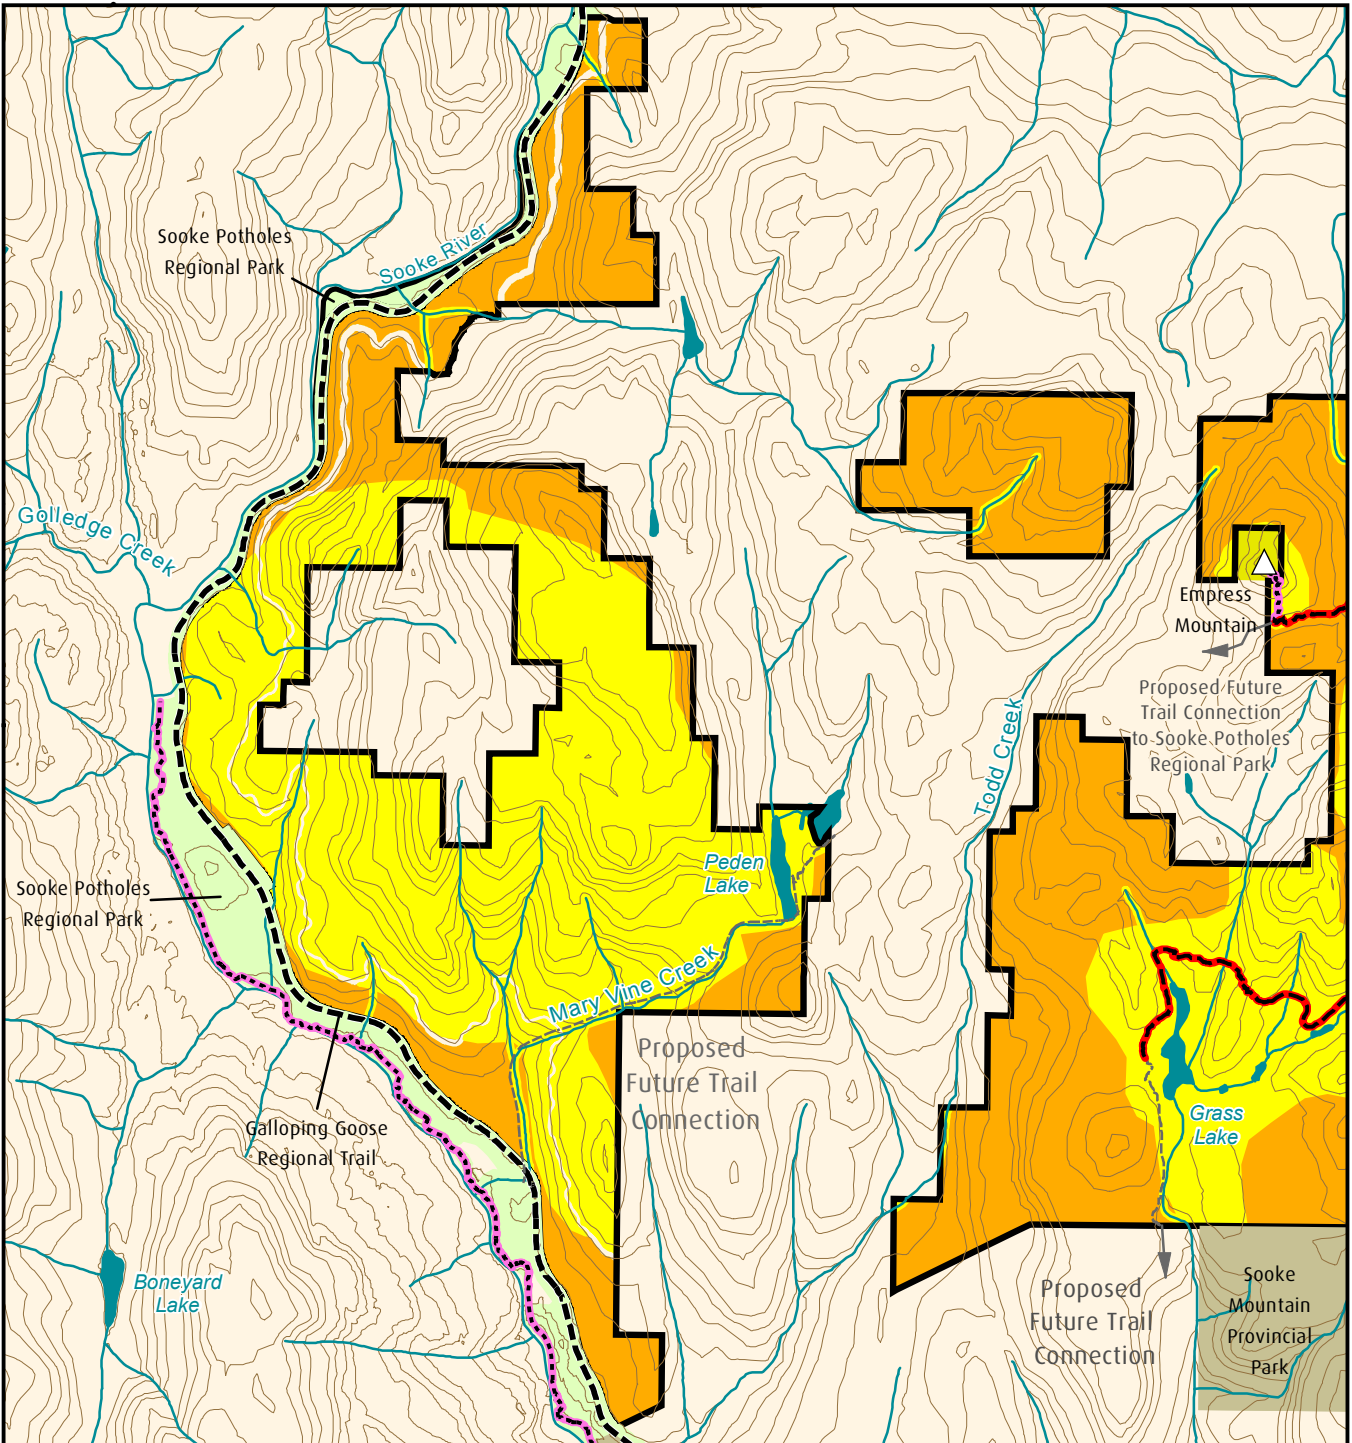 Sooke Potholes
Regional Park
Sooke River
Golledge Creek
Empress
Mountain
Proposed Future
Trail Connection
to Sooke Potholes
Regional Park
Todd Creek
Peden
Lake
Sooke Potholes
Regional Park
Mary Vine Creek
Proposed
Future Trail
Connection
Galloping Goose
Regional Trail
Grass
Lake
Boneyard
Lake
Proposed
Future Trail
Connection
Sooke
Mountain
Provincial
Park